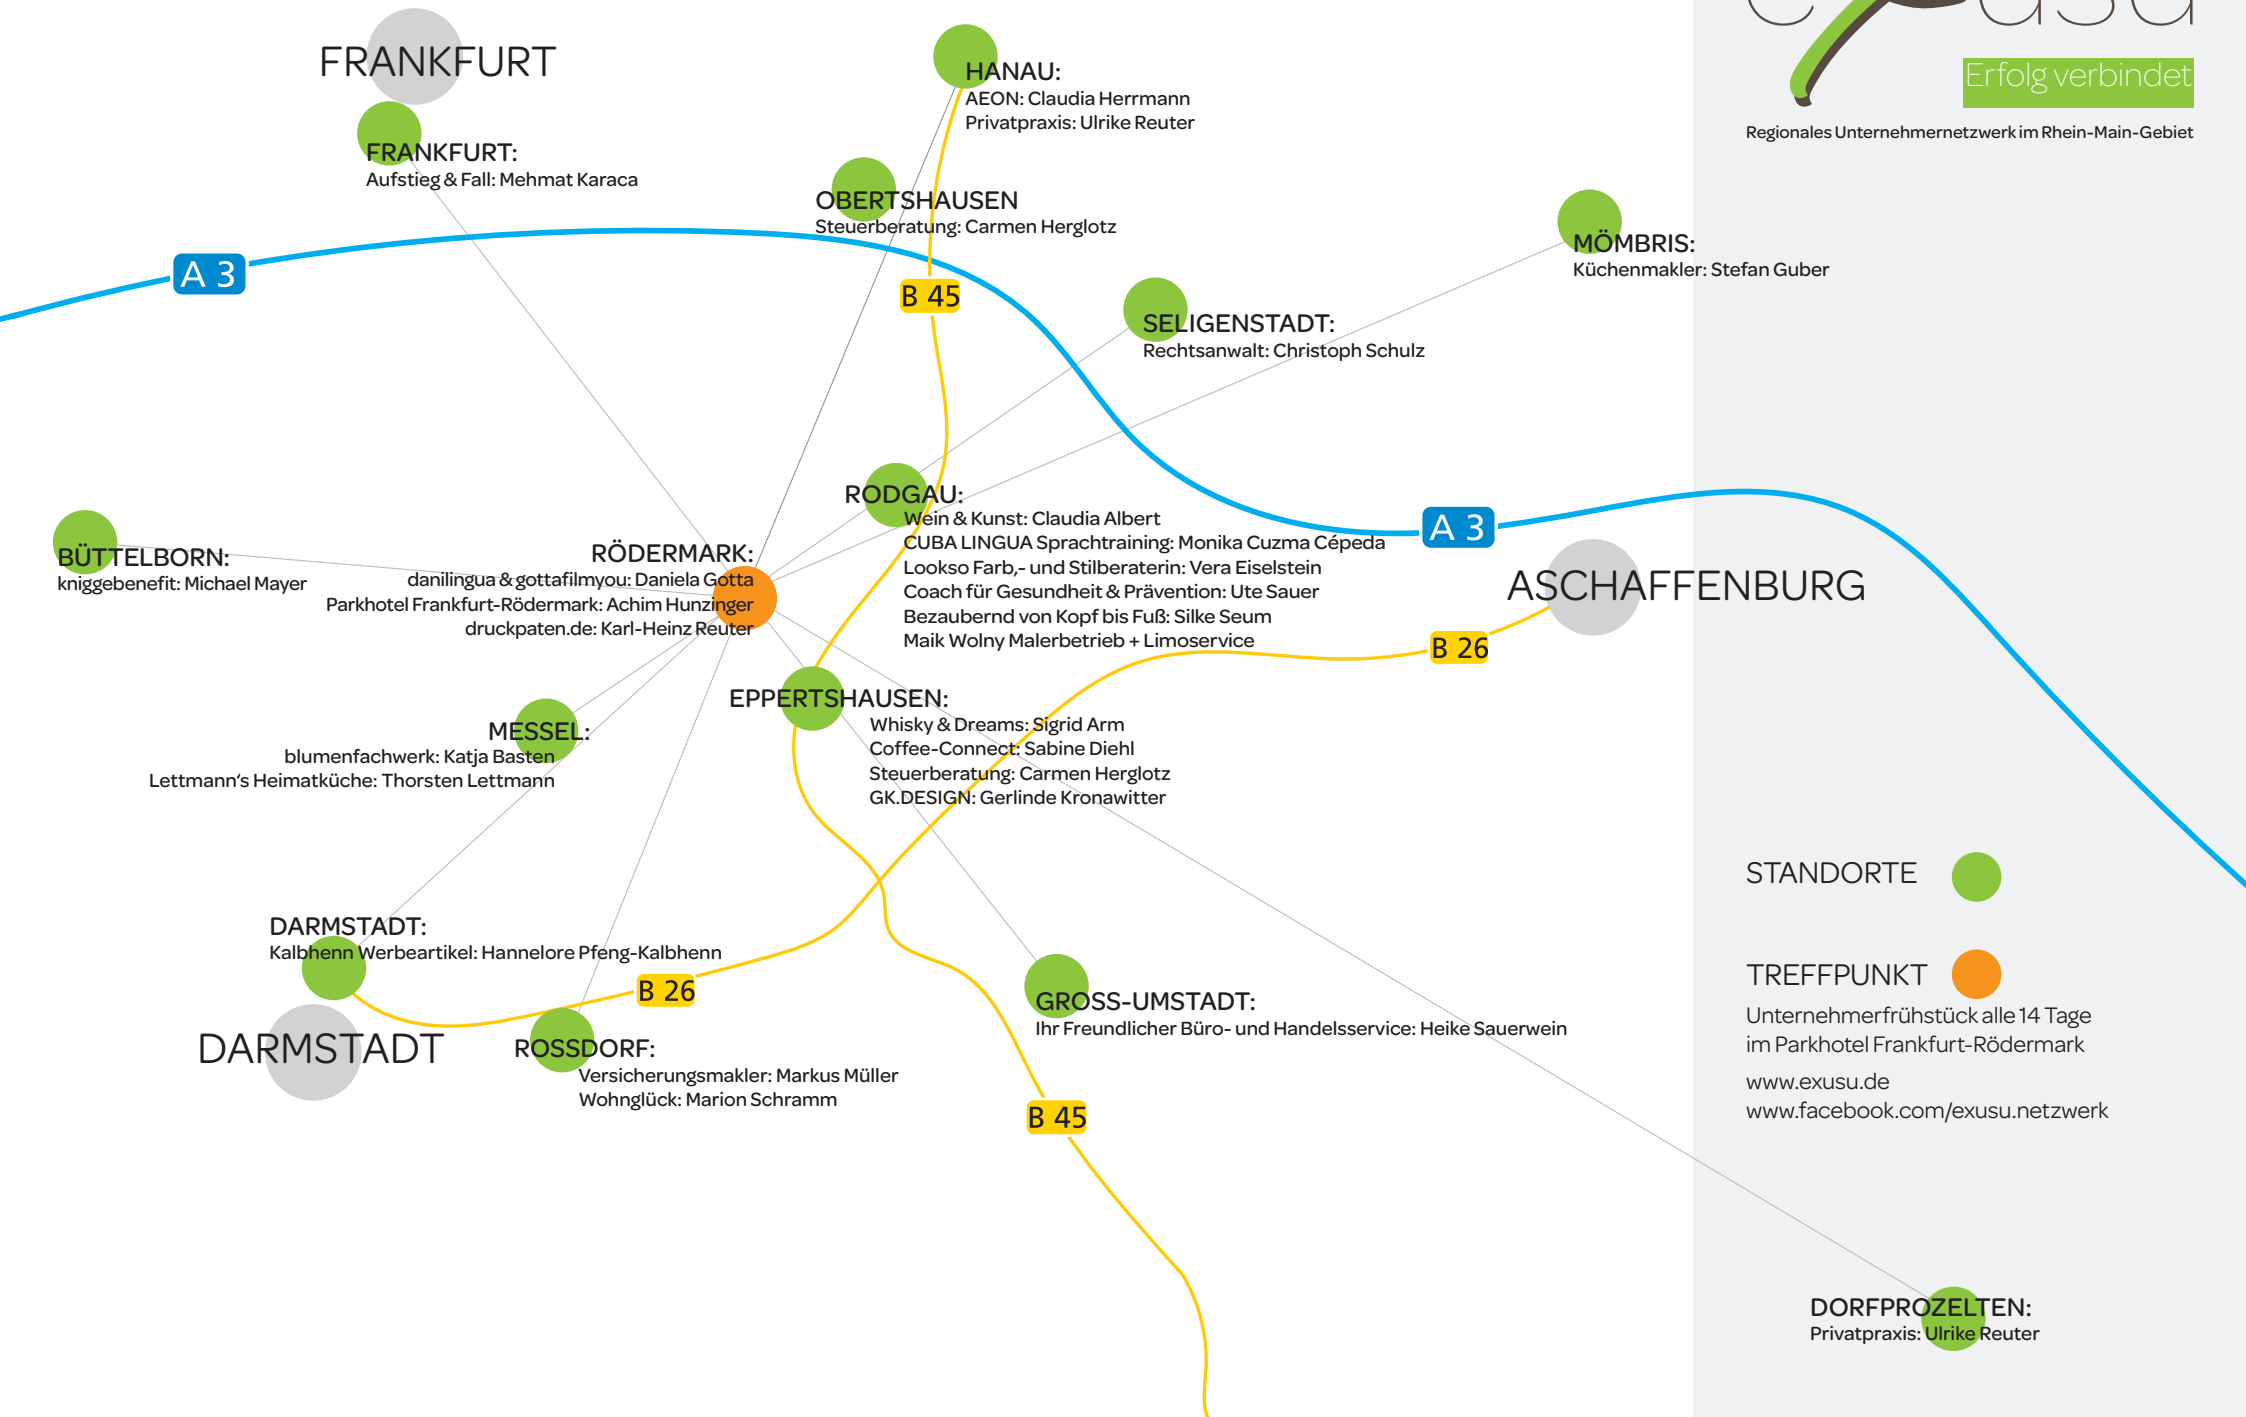 exusu
Erfolg verbindet
Regionales Unternehmernetzwerk im Rhein-Main-Gebiet
FRANKFURT
FRANKFURT:
Aufstieg & Fall: Mehmat Karaca
HANAU:
AEON: Claudia Herrmann
Privatpraxis: Ulrike Reuter
OBERTSHAUSEN
Steuerberatung: Carmen Herglotz
A 3
B 45
MÖMBRIS:
Küchenmakler: Stefan Guber
SELIGENSTADT:
Rechtsanwalt: Christoph Schulz
RODGAU:
Wein & Kunst: Claudia Albert
CUBA LINGUA Sprachtraining: Monika Cuzma Cépeda
Lookso Farb,- und Stilberaterin: Vera Eiselstein
Coach für Gesundheit & Prävention: Ute Sauer
Bezaubernd von Kopf bis Fuß: Silke Seum
Maik Wolny Malerbetrieb + Limoservice
A 3
ASCHAFFENBURG
B 26
BÜTTELBORN:
kniggebenefit: Michael Mayer
RÖDERMARK:
danilingua & gottafilmyou: Daniela Gotta
Parkhotel Frankfurt-Rödermark: Achim Hunzinger
druckpaten.de: Karl-Heinz Reuter
EPPERTSHAUSEN:
Whisky & Dreams: Sigrid Arm
Coffee-Connect: Sabine Diehl
Steuerberatung: Carmen Herglotz
GK.DESIGN: Gerlinde Kronawitter
MESSEL:
blumenfachwerk: Katja Basten
Lettmann‘s Heimatküche: Thorsten Lettmann
DARMSTADT:
Kalbhenn Werbeartikel: Hannelore Pfeng-Kalbhenn
B 26
DARMSTADT
ROSSDORF:
Versicherungsmakler: Markus Müller
Wohnglück: Marion Schramm
GROSS-UMSTADT:
Ihr Freundlicher Büro- und Handelsservice: Heike Sauerwein
B 45
STANDORTE
TREFFPUNKT
Unternehmerfrühstück alle 14 Tage
im Parkhotel Frankfurt-Rödermark
www.exusu.de
www.facebook.com/exusu.netzwerk
DORFPROZELTEN:
Privatpraxis: Ulrike Reuter